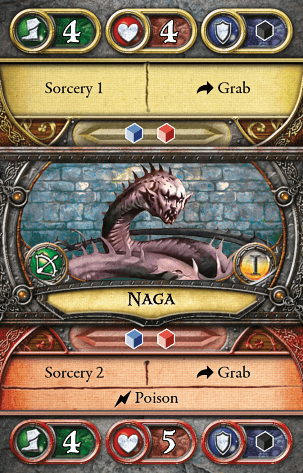 4 4
Sorcery 1 Grab
I
NAGA
Sorcery 2 Grab
Poison
4 5